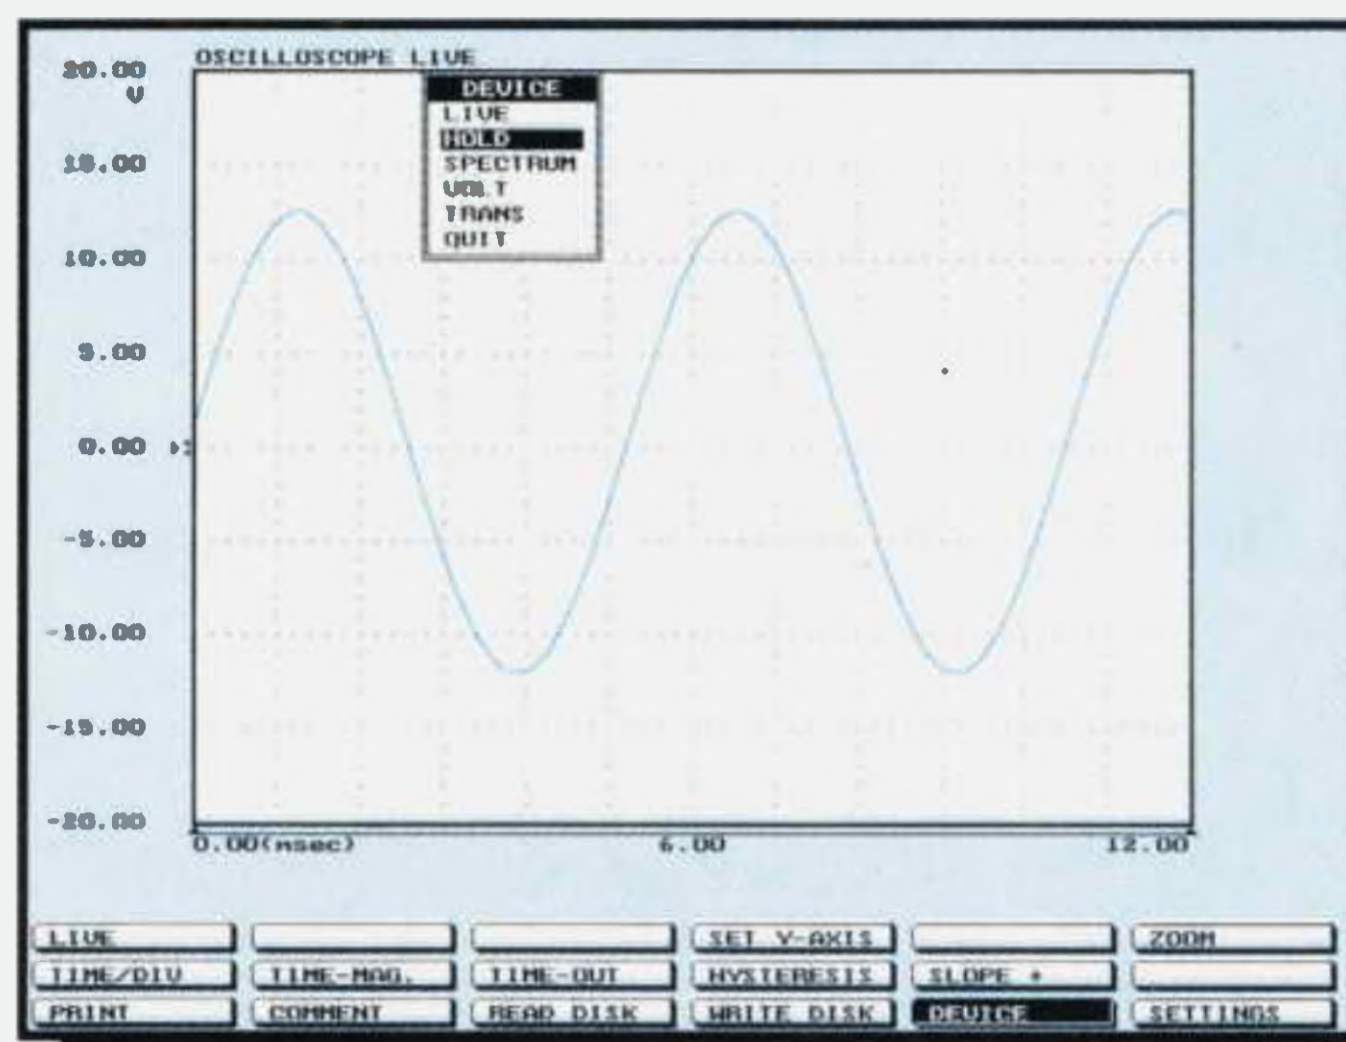 OSCILLOSCOPE LIVE
20.00
V
15.00
10.00
5.00
0.00
-5.00
-10.00
-15.00
-20.00
DEVICE
LIVE
HOLD
SPECTRUM
VOLT
TRANS
QUIT
0.00(msec) 6.00 12.00
LIVE SET Y-AXIS ZOOM
TIME/DIV TIME-MAG. TIME-OUT HYSTERESIS SLOPE +
PRINT COMMENT READ DISK WRITE DISK DEVICE SETTINGS